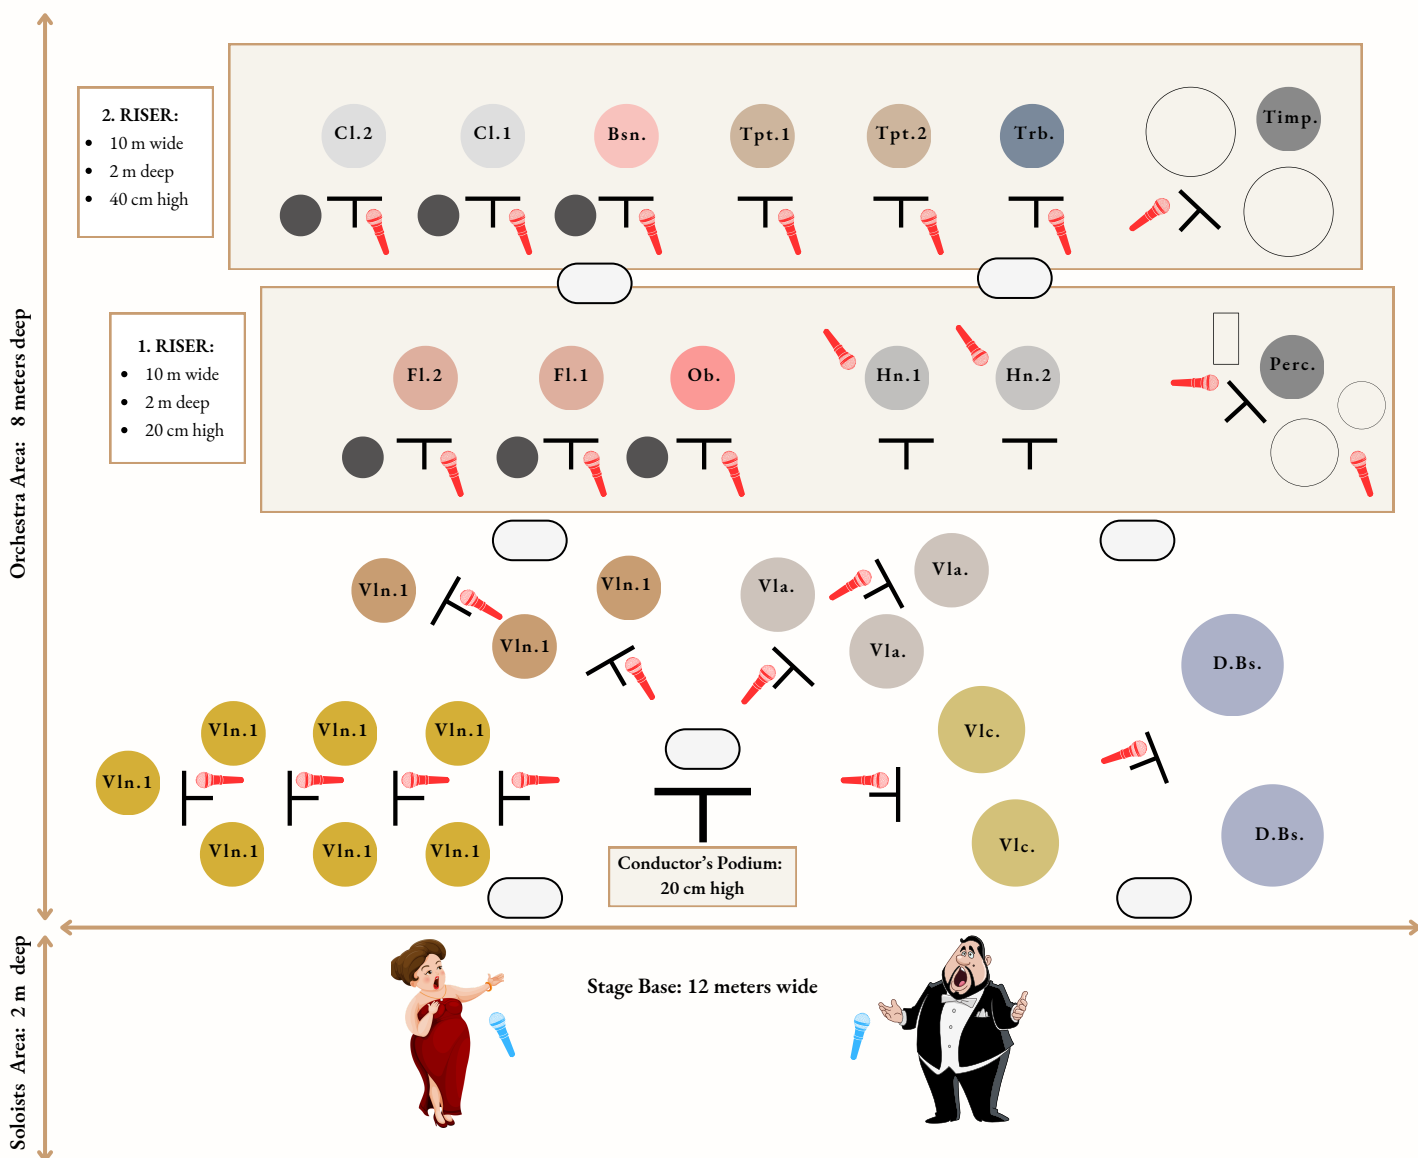 2. RISER:
10 m wide
2 m deep
40 cm high
Cl.2
Cl.1
Bsn.
Tpt.1
Tpt.2
Trb.
Timp.
1. RISER:
10 m wide
2 m deep
20 cm high
Fl.2
Fl.1
Ob.
Hn.1
Hn.2
Perc.
Orchestra Area: 8 meters deep
Vln.1
Vln.1
Vln.1
Vla.
Vla.
Vla.
D.Bs.
Vln.1
Vln.1
Vln.1
Vlc.
Vln.1
Vln.1
Vln.1
Vln.1
Vlc.
D.Bs.
Conductor's Podium:
20 cm high
Stage Base: 12 meters wide
Soloists Area: 2 m deep